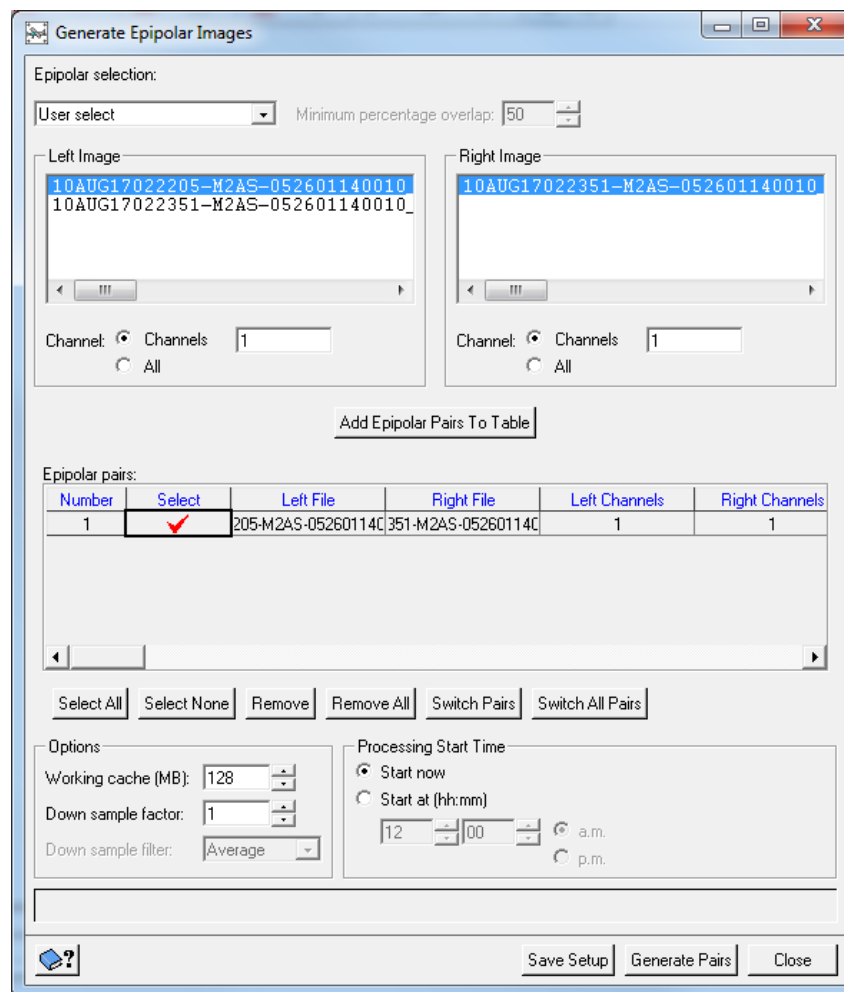 Generate Epipolar Images
Epipolar selection:
User select Minimum percentage overlap: 50
Left Image Right Image
10AUG17022205-M2AS-052601140010 10AUG17022351-M2AS-052601140010
10AUG17022351-M2AS-052601140010_
Channel: Channels 1 Channel: Channels 1
All All
Add Epipolar Pairs To Table
Epipolar pairs:
Number Select Left File Right File Left Channels Right Channels
1 205-M2AS-05260114C 351-M2AS-05260114C 1 1
Select All Select None Remove Remove All Switch Pairs Switch All Pairs
Options Processing Start Time
Working cache (MB): 128 Start now
Down sample factor: 1 Start at (hh:mm)
12 00 a.m.
Down sample filter: Average p.m.
? Save Setup Generate Pairs Close